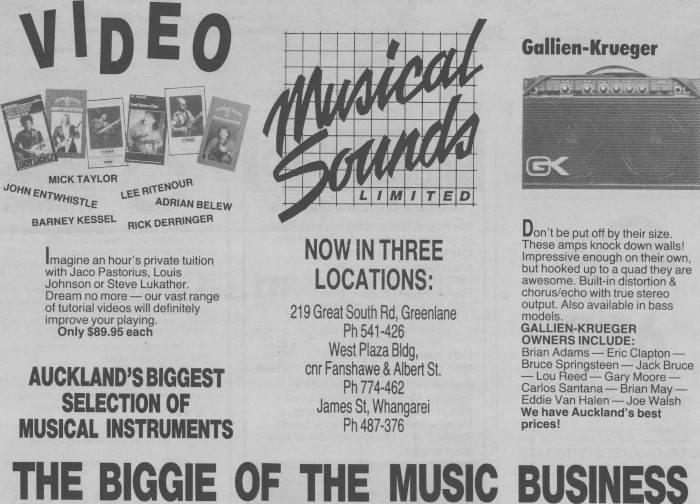 VIDEO
MICK TAYLOR
JOHN ENTWHISTLE
LEE RITENOUR
ADRIAN BELEW
BARNEY KESSEL
RICK DERRINGER
Imagine an hour's private tuition
with Jaco Pastorius, Louis
Johnson or Steve Lukather.
Dream no more — our vast range
of tutorial videos will definitely
improve your playing.
Only $89.95 each
AUCKLAND'S BIGGEST
SELECTION OF
MUSICAL INSTRUMENTS
Musical
Sounds
LIMITED
NOW IN THREE
LOCATIONS:
219 Great South Rd, Greenlane
Ph 541-426
West Plaza Bldg,
cnr Fanshawe & Albert St.
Ph 774-462
James St, Whangarei
Ph 487-376
Gallien-Krueger
GK
Don't be put off by their size.
These amps knock down walls!
Impressive enough on their own,
but hooked up to a quad they are
awesome. Built-in distortion &
chorus/echo with true stereo
output. Also available in bass
models.
GALLIEN-KRUEGER
OWNERS INCLUDE:
Brian Adams — Eric Clapton —
Bruce Springsteen — Jack Bruce
— Lou Reed — Gary Moore —
Carlos Santana — Brian May —
Eddie Van Halen — Joe Walsh
We have Auckland's best
prices!
THE BIGGIE OF THE MUSIC BUSINESS